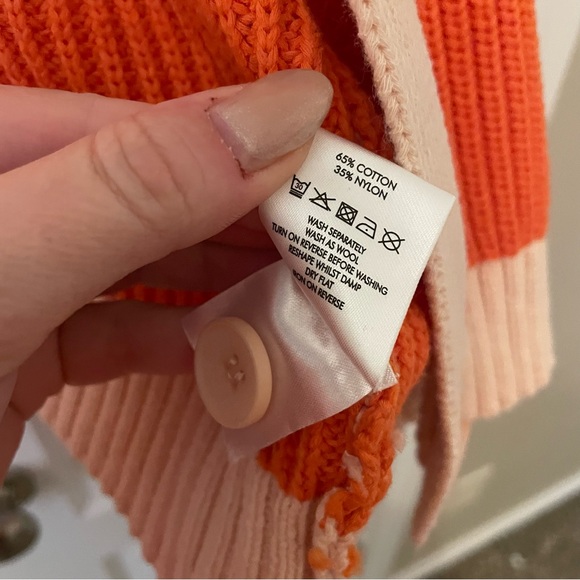 65% COTTON
35% NYLON
30
WASH SEPARATELY
WASH AS WOOL
TURN ON REVERSE BEFORE WASHING
RESHAPE WHILST DAMP
DRY FLAT
IRON ON REVERSE